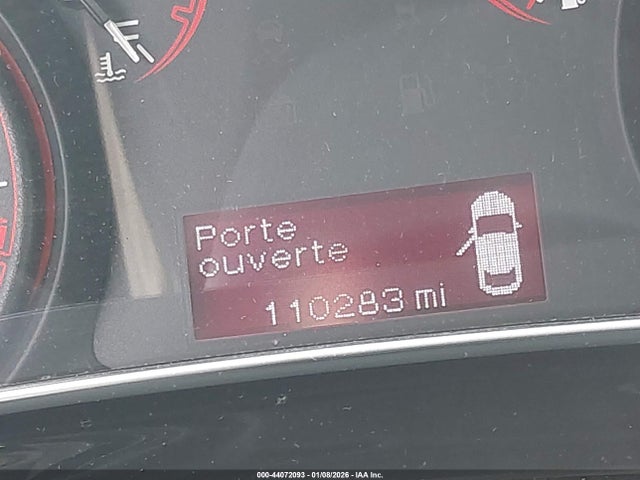 Porte
ouverte
110283 mi
000-44072093 - 01/08/2026 - IAA Inc.